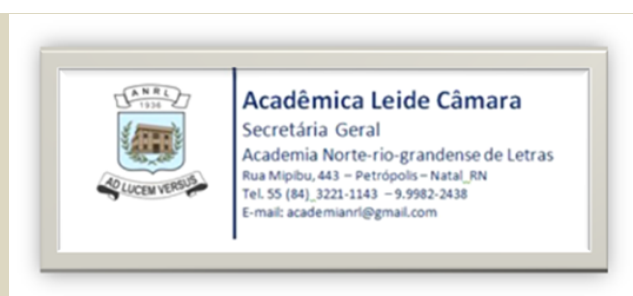 ANRL
1936
AD LUCEM VERSUS
Acadêmica Leide Câmara
Secretária Geral
Academia Norte-rio-grandense de Letras
Rua Mipibu, 443 – Petrópolis – Natal_RN
Tel. 55 (84)_3221-1143 – 9.9982-2438
E-mail: academianrl@gmail.com